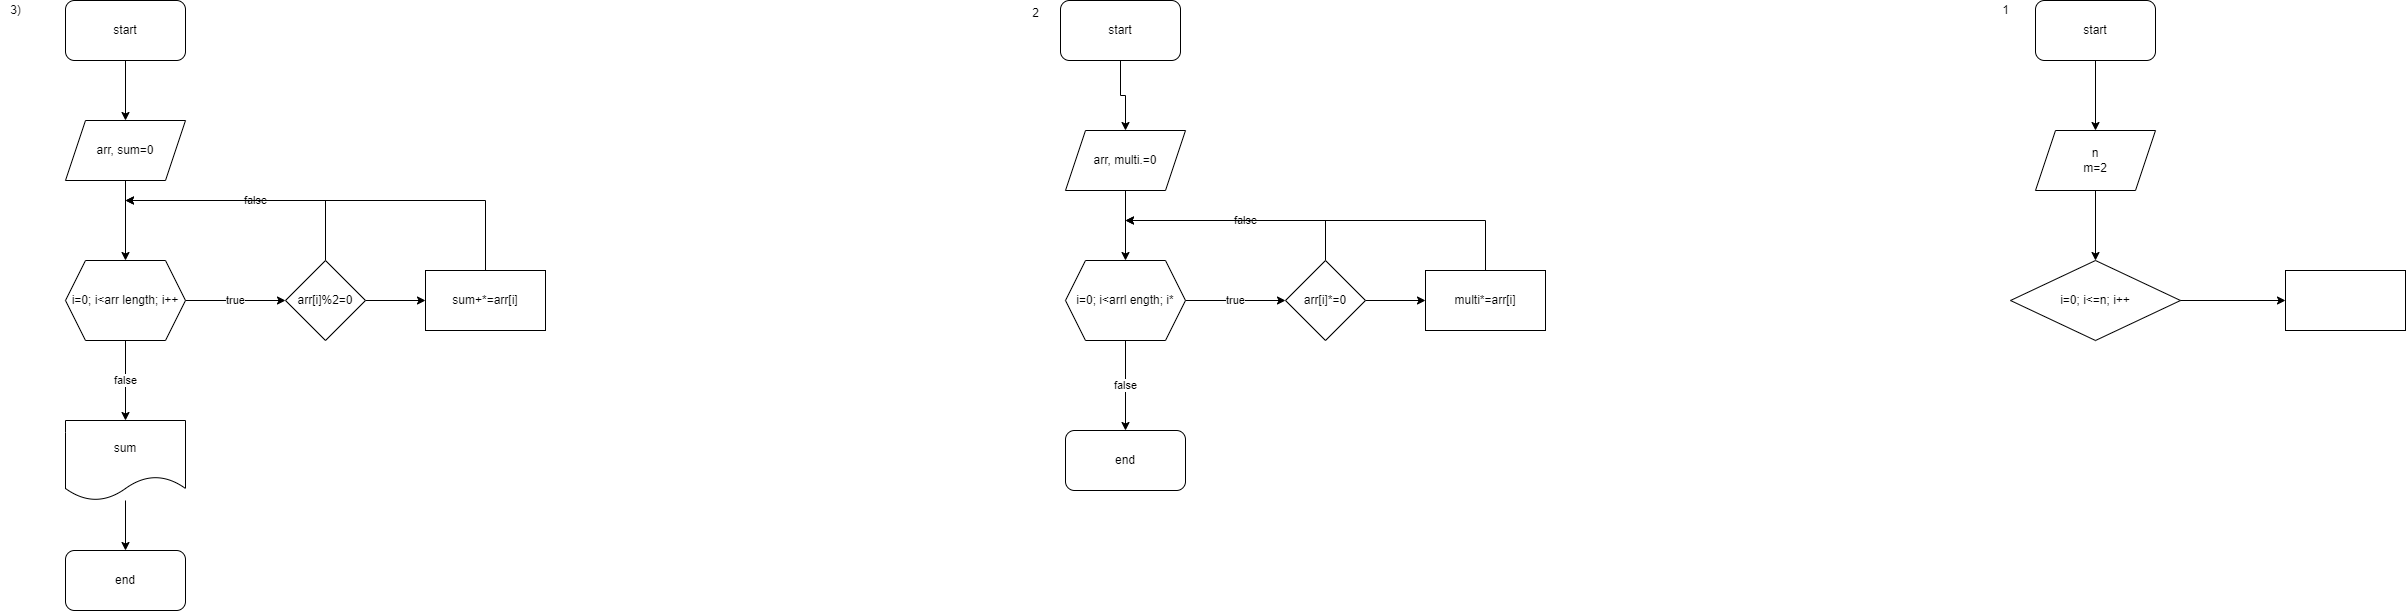 3)
start
arr, sum=0
false
i=0; i<arr length; i++
true
arr[i]%2=0
sum+*=arr[i]
false
sum
end
2
start
arr, multi.=0
false
i=0; i<arrl ength; i*
true
arr[i]*=0
multi*=arr[i]
false
end
1
start
n
m=2
i=0; i<=n; i++